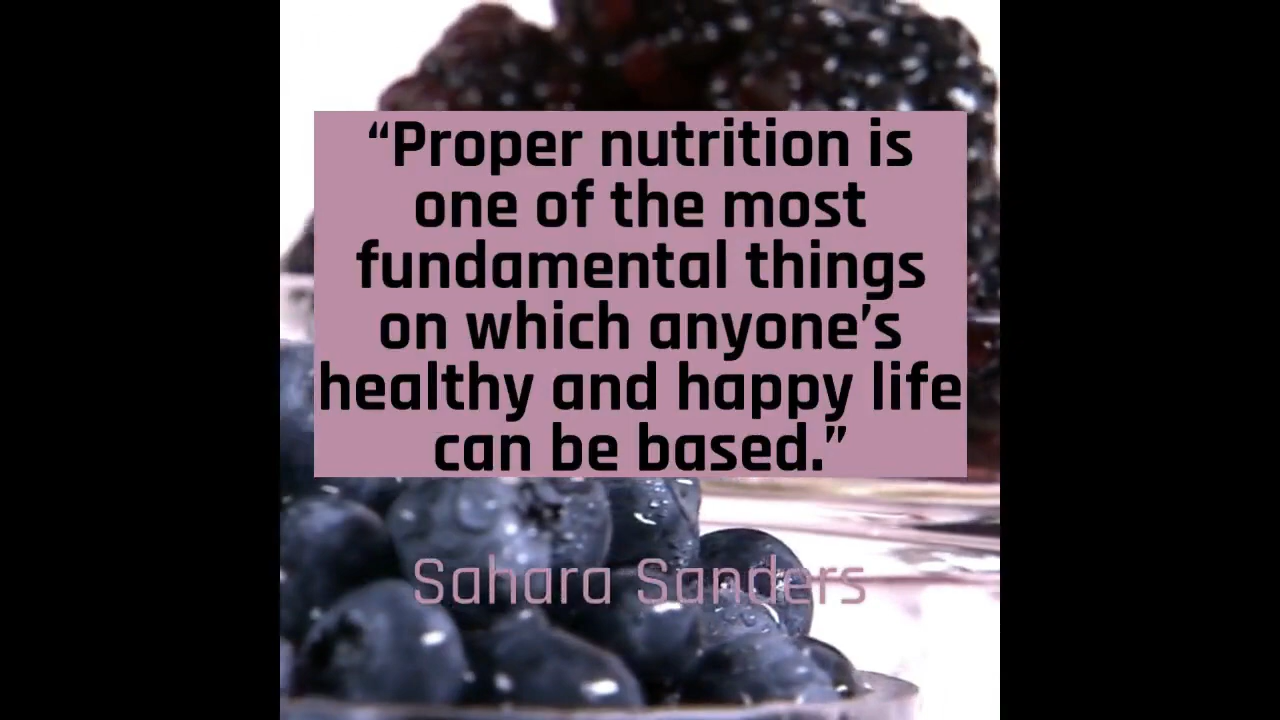 “Proper nutrition is
one of the most
fundamental things
on which anyone’s
healthy and happy life
can be based.”
Sahara Sanders